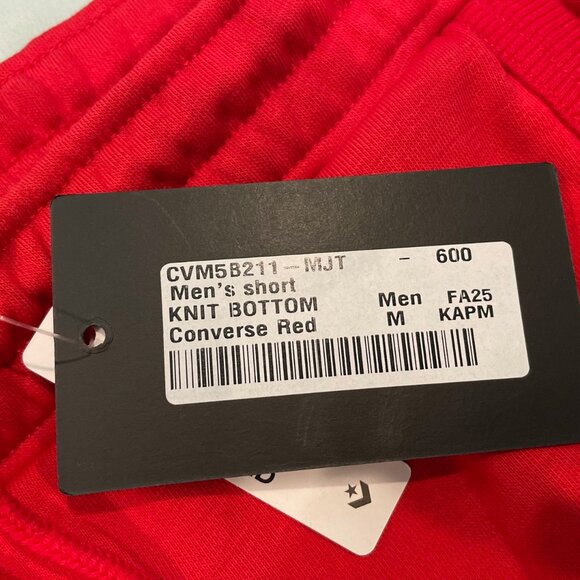 CVM5B211-MJT - 600
Men's short
KNIT BOTTOM Men FA25
Converse Red M KAPM